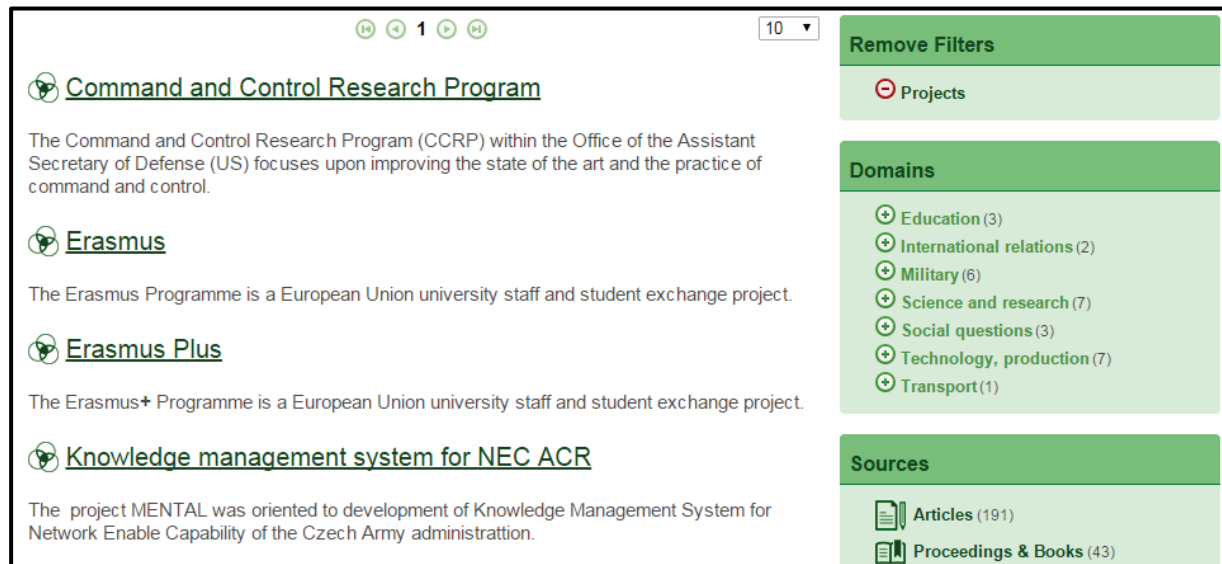 1
10
Command and Control Research Program
The Command and Control Research Program (CCRP) within the Office of the Assistant
Secretary of Defense (US) focuses upon improving the state of the art and the practice of
command and control.
Erasmus
The Erasmus Programme is a European Union university staff and student exchange project.
Erasmus Plus
The Erasmus+ Programme is a European Union university staff and student exchange project.
Knowledge management system for NEC ACR
The project MENTAL was oriented to development of Knowledge Management System for
Network Enable Capability of the Czech Army administrattion.
Remove Filters
Projects
Domains
Education (3)
International relations (2)
Military (6)
Science and research (7)
Social questions (3)
Technology, production (7)
Transport (1)
Sources
Articles (191)
Proceedings & Books (43)